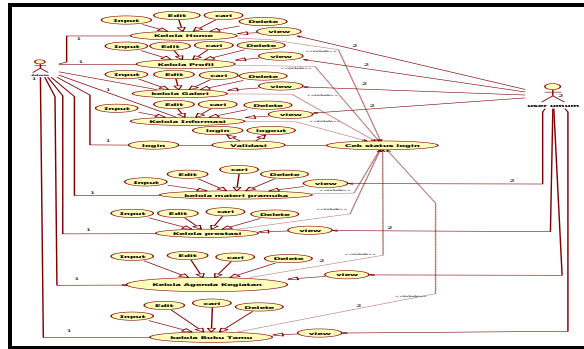 Input Edit cari Delete
view 2
1 Kelola Home
Input Edit cari Delete
view 2
1 Kelola Profil
Input Edit cari Delete
view 2
1 kelola Galeri
Input Edit cari Delete
view 2
1 Kelola Informasi
user umum
login logout
1 login Validasi Cek status login
Input Edit cari Delete
view 2
1 kelola materi pramuka
Input Edit cari Delete
view 2
1 Kelola prestasi
Input Edit cari Delete
view 2
1 Kelola Agenda Kegiatan
Input Edit cari Delete
view 2
1 kelola Buku Tamu